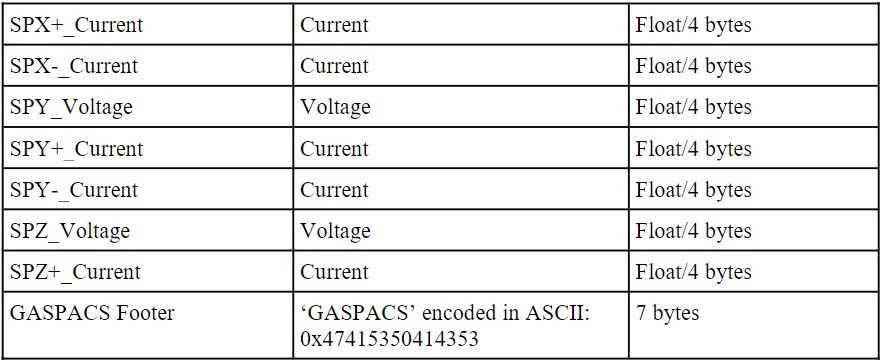 SPX+_Current Current Float/4 bytes
SPX-_Current Current Float/4 bytes
SPY_Voltage Voltage Float/4 bytes
SPY+_Current Current Float/4 bytes
SPY-_Current Current Float/4 bytes
SPZ_Voltage Voltage Float/4 bytes
SPZ+_Current Current Float/4 bytes
GASPACS Footer ‘GASPACS’ encoded in ASCII: 7 bytes
0x47415350414353